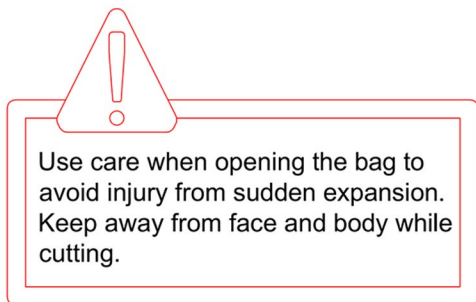 Use care when opening the bag to
avoid injury from sudden expansion.
Keep away from face and body while
cutting.